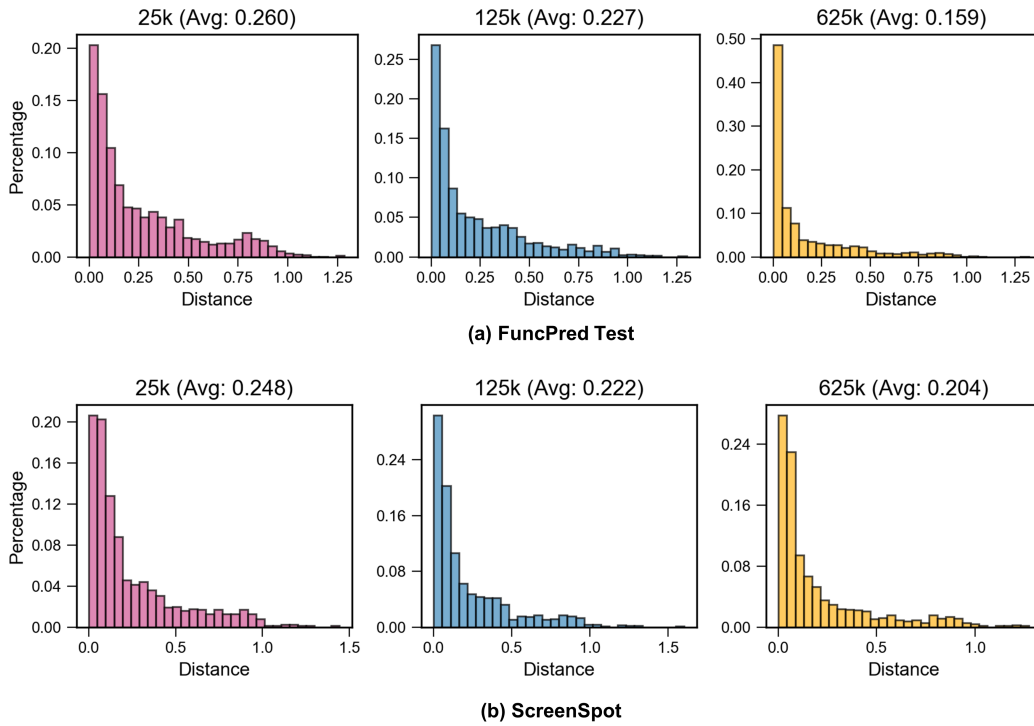 25k (Avg: 0.260)
125k (Avg: 0.227)
625k (Avg: 0.159)
Percentage
0.20
0.15
0.10
0.05
0.00
0.25
0.20
0.15
0.10
0.05
0.00
0.50
0.40
0.30
0.20
0.10
0.00
0.00 0.25 0.50 0.75 1.00 1.25
0.00 0.25 0.50 0.75 1.00 1.25
0.00 0.25 0.50 0.75 1.00 1.25
Distance
Distance
Distance
(a) FuncPred Test
25k (Avg: 0.248)
125k (Avg: 0.222)
625k (Avg: 0.204)
Percentage
0.20
0.16
0.12
0.08
0.04
0.00
0.24
0.16
0.08
0.00
0.24
0.16
0.08
0.00
0.0 0.5 1.0 1.5
0.0 0.5 1.0 1.5
0.0 0.5 1.0
Distance
Distance
Distance
(b) ScreenSpot